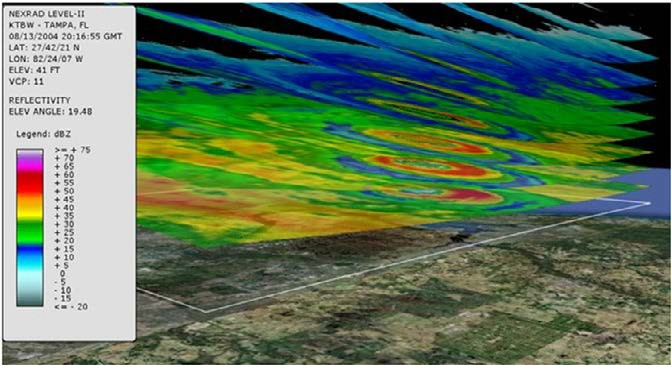 NEXRAD LEVEL-II
KTBW - TAMPA, FL
08/13/2004 20:16:55 GMT
LAT: 27/42/21 N
LON: 82/24/07 W
ELEV: 41 FT
VCP: 11
REFLECTIVITY
ELEV ANGLE: 19.48
Legend: dBZ
>= + 75
+ 70
+ 65
+ 60
+ 55
+ 50
+ 45
+ 40
+ 35
+ 30
+ 25
+ 20
+ 15
+ 10
+ 5
0
- 5
- 10
- 15
<= - 20